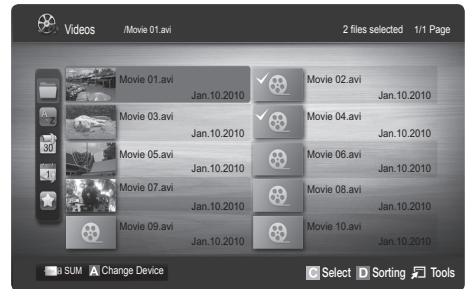 Videos /Movie 01.avi 2 files selected 1/1 Page
Movie 01.avi Movie 02.avi
Jan.10.2010 Jan.10.2010
Movie 03.avi Movie 04.avi
Jan.10.2010 Jan.10.2010
Movie 05.avi Movie 06.avi
Jan.10.2010 Jan.10.2010
Movie 07.avi Movie 08.avi
Jan.10.2010 Jan.10.2010
Movie 09.avi Movie 10.avi
Jan.10.2010 Jan.10.2010
SUM A Change Device C Select D Sorting Tools
30
1